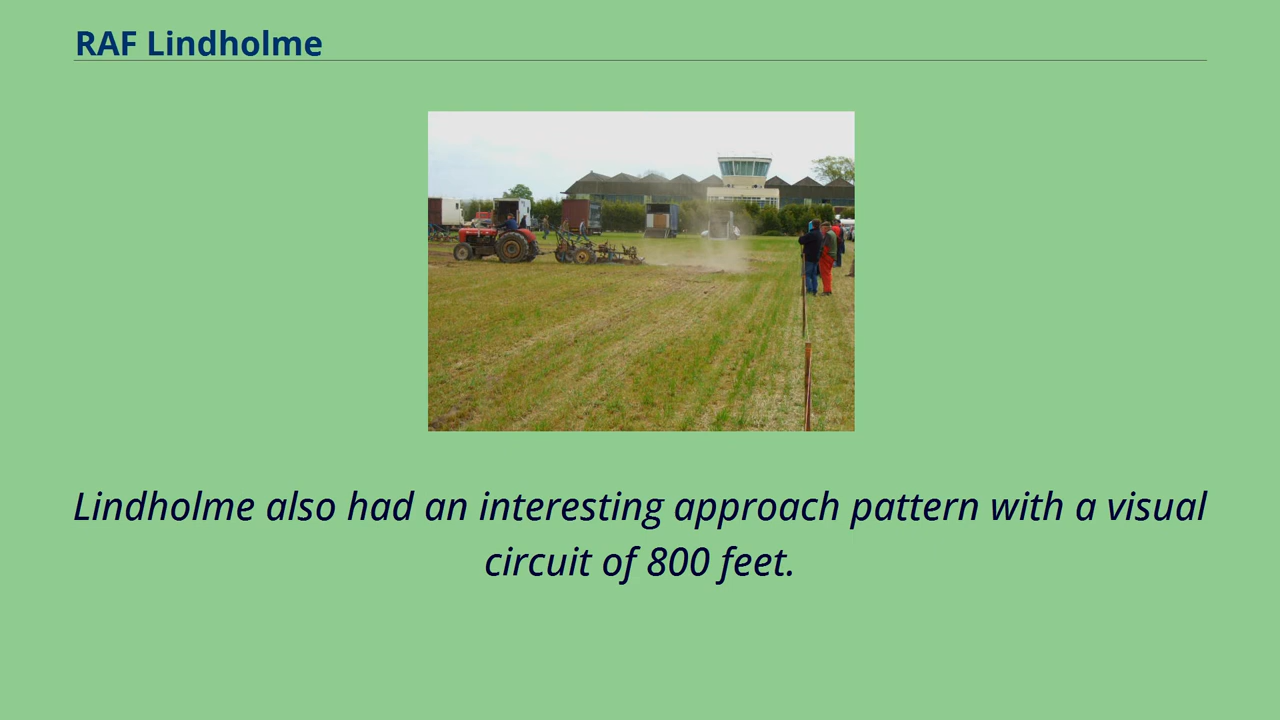 RAF Lindholme
Lindholme also had an interesting approach pattern with a visual
circuit of 800 feet.